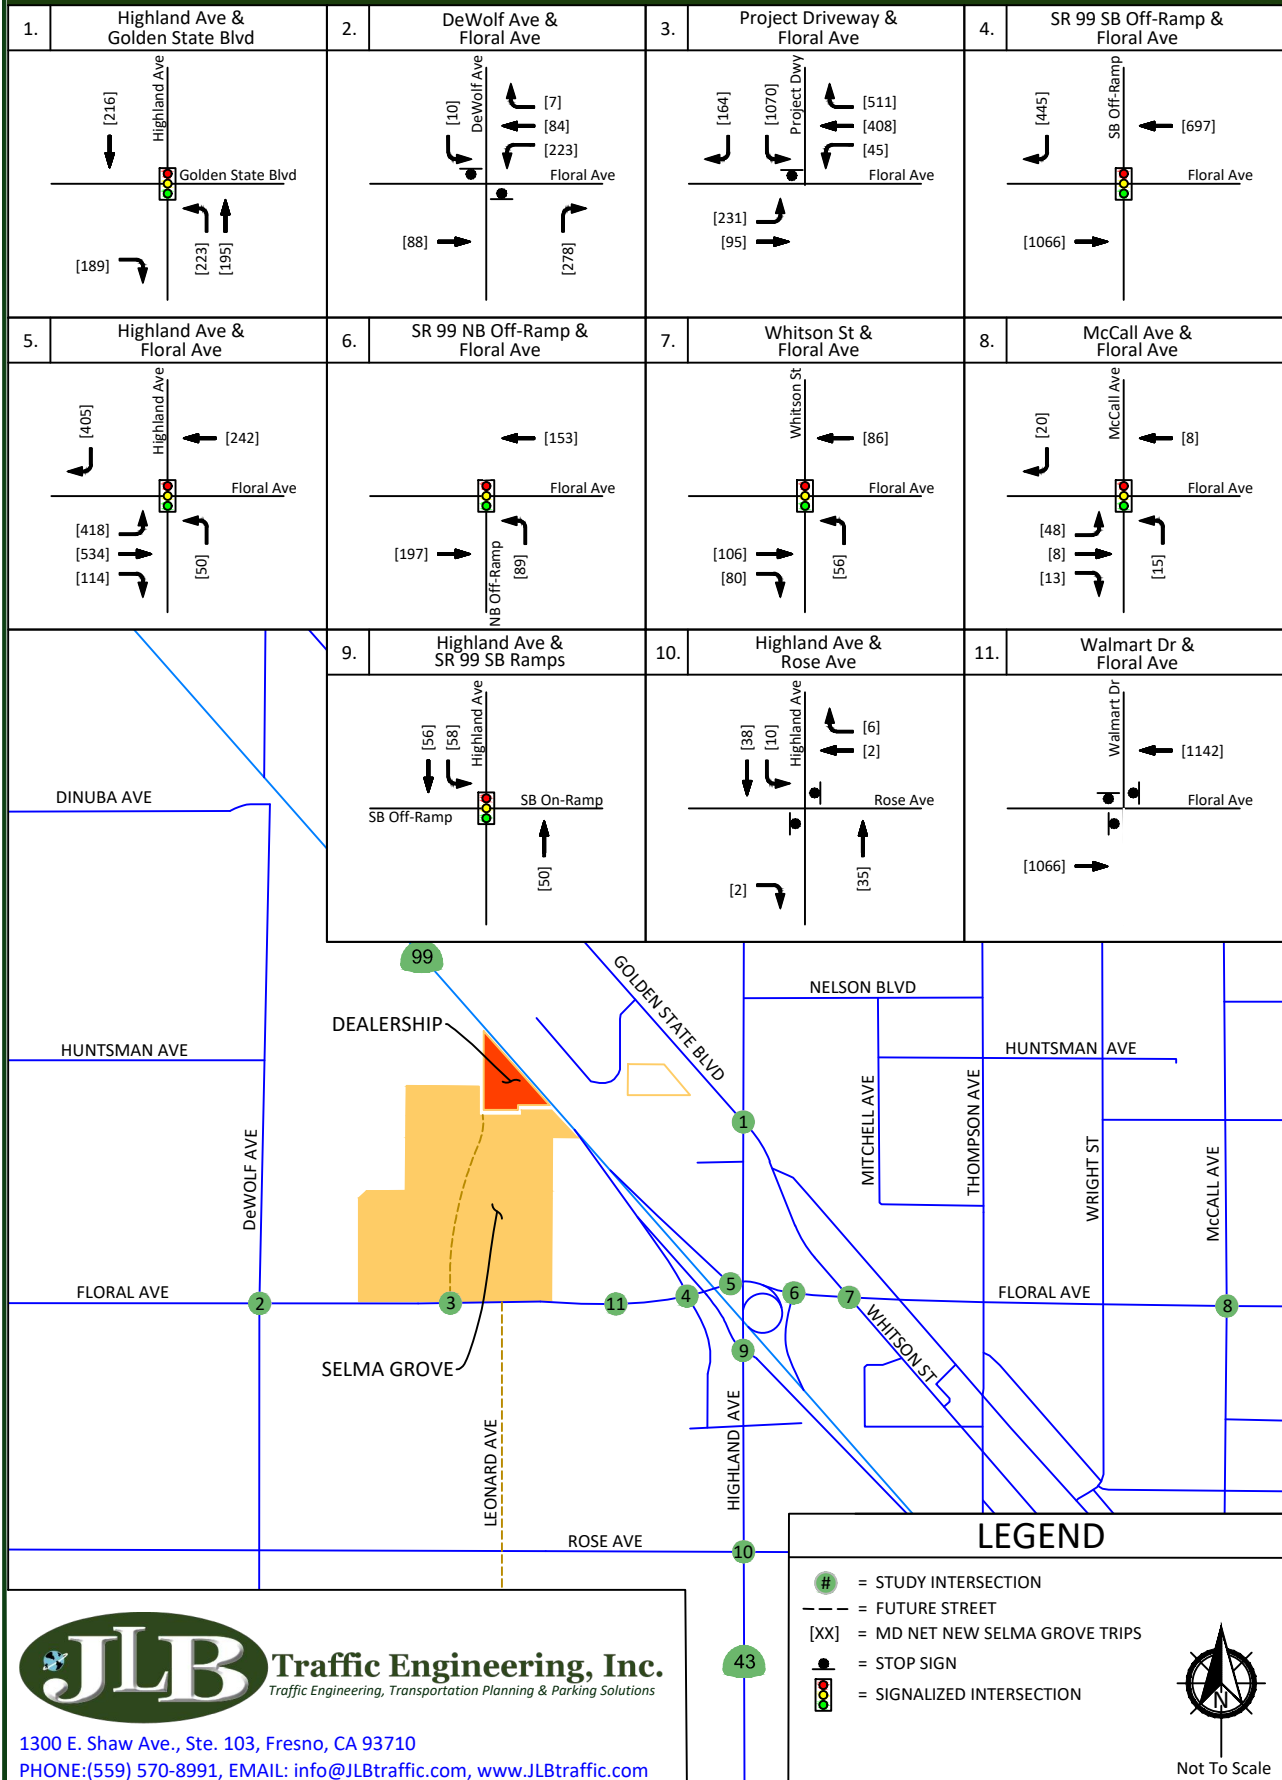 1.
Highland Ave &
Golden State Blvd
[216]
Highland Ave
Golden State Blvd
[189]
[223]
[195]
2.
DeWolf Ave &
Floral Ave
[10]
DeWolf Ave
[7]
[84]
[223]
Floral Ave
[88]
[278]
3.
Project Driveway &
Floral Ave
[164]
[1070]
Project Dwy
[511]
[408]
[45]
Floral Ave
[231]
[95]
4.
SR 99 SB Off-Ramp &
Floral Ave
[445]
SB Off-Ramp
[697]
Floral Ave
[1066]
5.
Highland Ave &
Floral Ave
[405]
Highland Ave
[242]
Floral Ave
[418]
[534]
[114]
[50]
6.
SR 99 NB Off-Ramp &
Floral Ave
[153]
Floral Ave
[197]
NB Off-Ramp
[89]
7.
Whitson St &
Floral Ave
Whitson St
[86]
Floral Ave
[106]
[80]
[56]
8.
McCall Ave &
Floral Ave
[20]
McCall Ave
[8]
Floral Ave
[48]
[8]
[13]
[15]
9.
Highland Ave &
SR 99 SB Ramps
[56]
[58]
Highland Ave
SB On-Ramp
SB Off-Ramp
[50]
10.
Highland Ave &
Rose Ave
[38]
[10]
Highland Ave
[6]
[2]
Rose Ave
[2]
[35]
11.
Walmart Dr &
Floral Ave
Walmart Dr
[1142]
Floral Ave
[1066]
DINUBA AVE
99
GOLDEN STATE BLVD
NELSON BLVD
DEALERSHIP
HUNTSMAN AVE
HUNTSMAN AVE
MITCHELL AVE
THOMPSON AVE
WRIGHT ST
McCALL AVE
DeWOLF AVE
1
FLORAL AVE
2
3
11
4
5
6
7
FLORAL AVE
8
9
WHITSON ST
SELMA GROVE
LEONARD AVE
HIGHLAND AVE
ROSE AVE
10
43
LEGEND
# = STUDY INTERSECTION
= FUTURE STREET
[XX] = MD NET NEW SELMA GROVE TRIPS
= STOP SIGN
= SIGNALIZED INTERSECTION
N
Not To Scale
JLB Traffic Engineering, Inc.
Traffic Engineering, Transportation Planning & Parking Solutions
1300 E. Shaw Ave., Ste. 103, Fresno, CA 93710
PHONE:(559) 570-8991, EMAIL: info@JLBtraffic.com, www.JLBtraffic.com